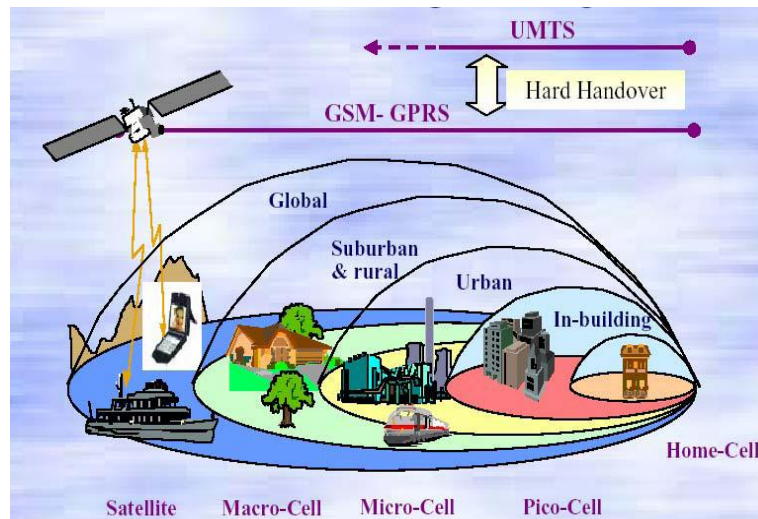 UMTS
Hard Handover
GSM- GPRS
Global
Suburban
& rural
Urban
In-building
Home-Cell
Satellite
Macro-Cell
Micro-Cell
Pico-Cell